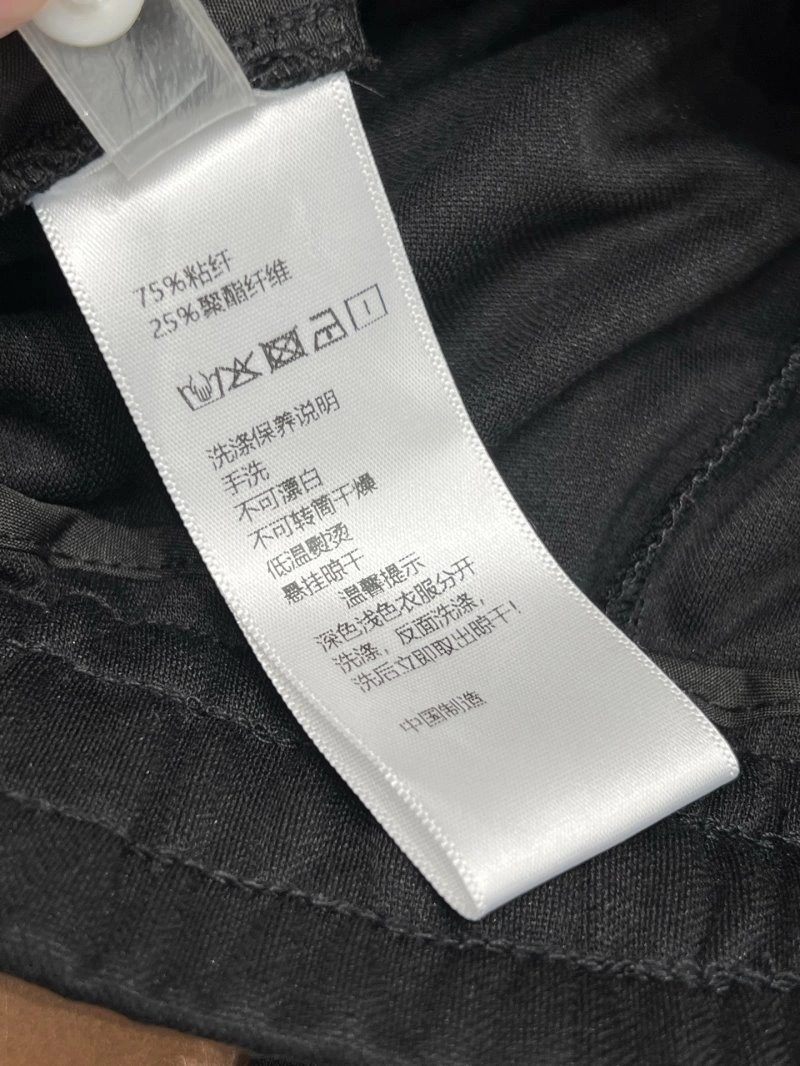 75%粘纤
25%聚酯纤维
洗涤保养说明
手洗
不可漂白
不可转筒干燥
低温熨烫
悬挂晾干
温馨提示
深色浅色衣服分开
洗涤，反面洗涤，
洗后立即取出晾干！
中国制造